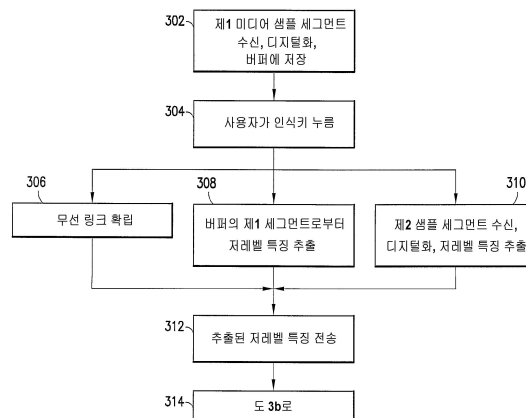 302
제1 미디어 샘플 세그먼트
수신, 디지털화,
버퍼에 저장
304
사용자가 인식키 누름
306
무선 링크 확립
308
버퍼의 제1 세그먼트로부터
저레벨 특징 추출
310
제2 샘플 세그먼트 수신,
디지털화, 저레벨 특징 추출
312
추출된 저레벨 특징 전송
314
도 3b로